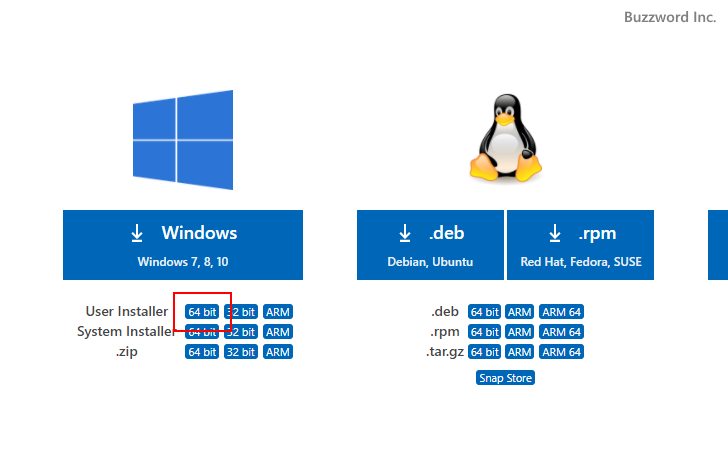 Buzzword Inc.
Windows
Windows 7, 8, 10
.deb
Debian, Ubuntu
.rpm
Red Hat, Fedora, SUSE
User Installer 64 bit 32 bit ARM
System Installer 64 bit 32 bit ARM
.zip 64 bit 32 bit ARM
.deb 64 bit ARM ARM 64
.rpm 64 bit ARM ARM 64
.tar.gz 64 bit ARM ARM 64
Snap Store